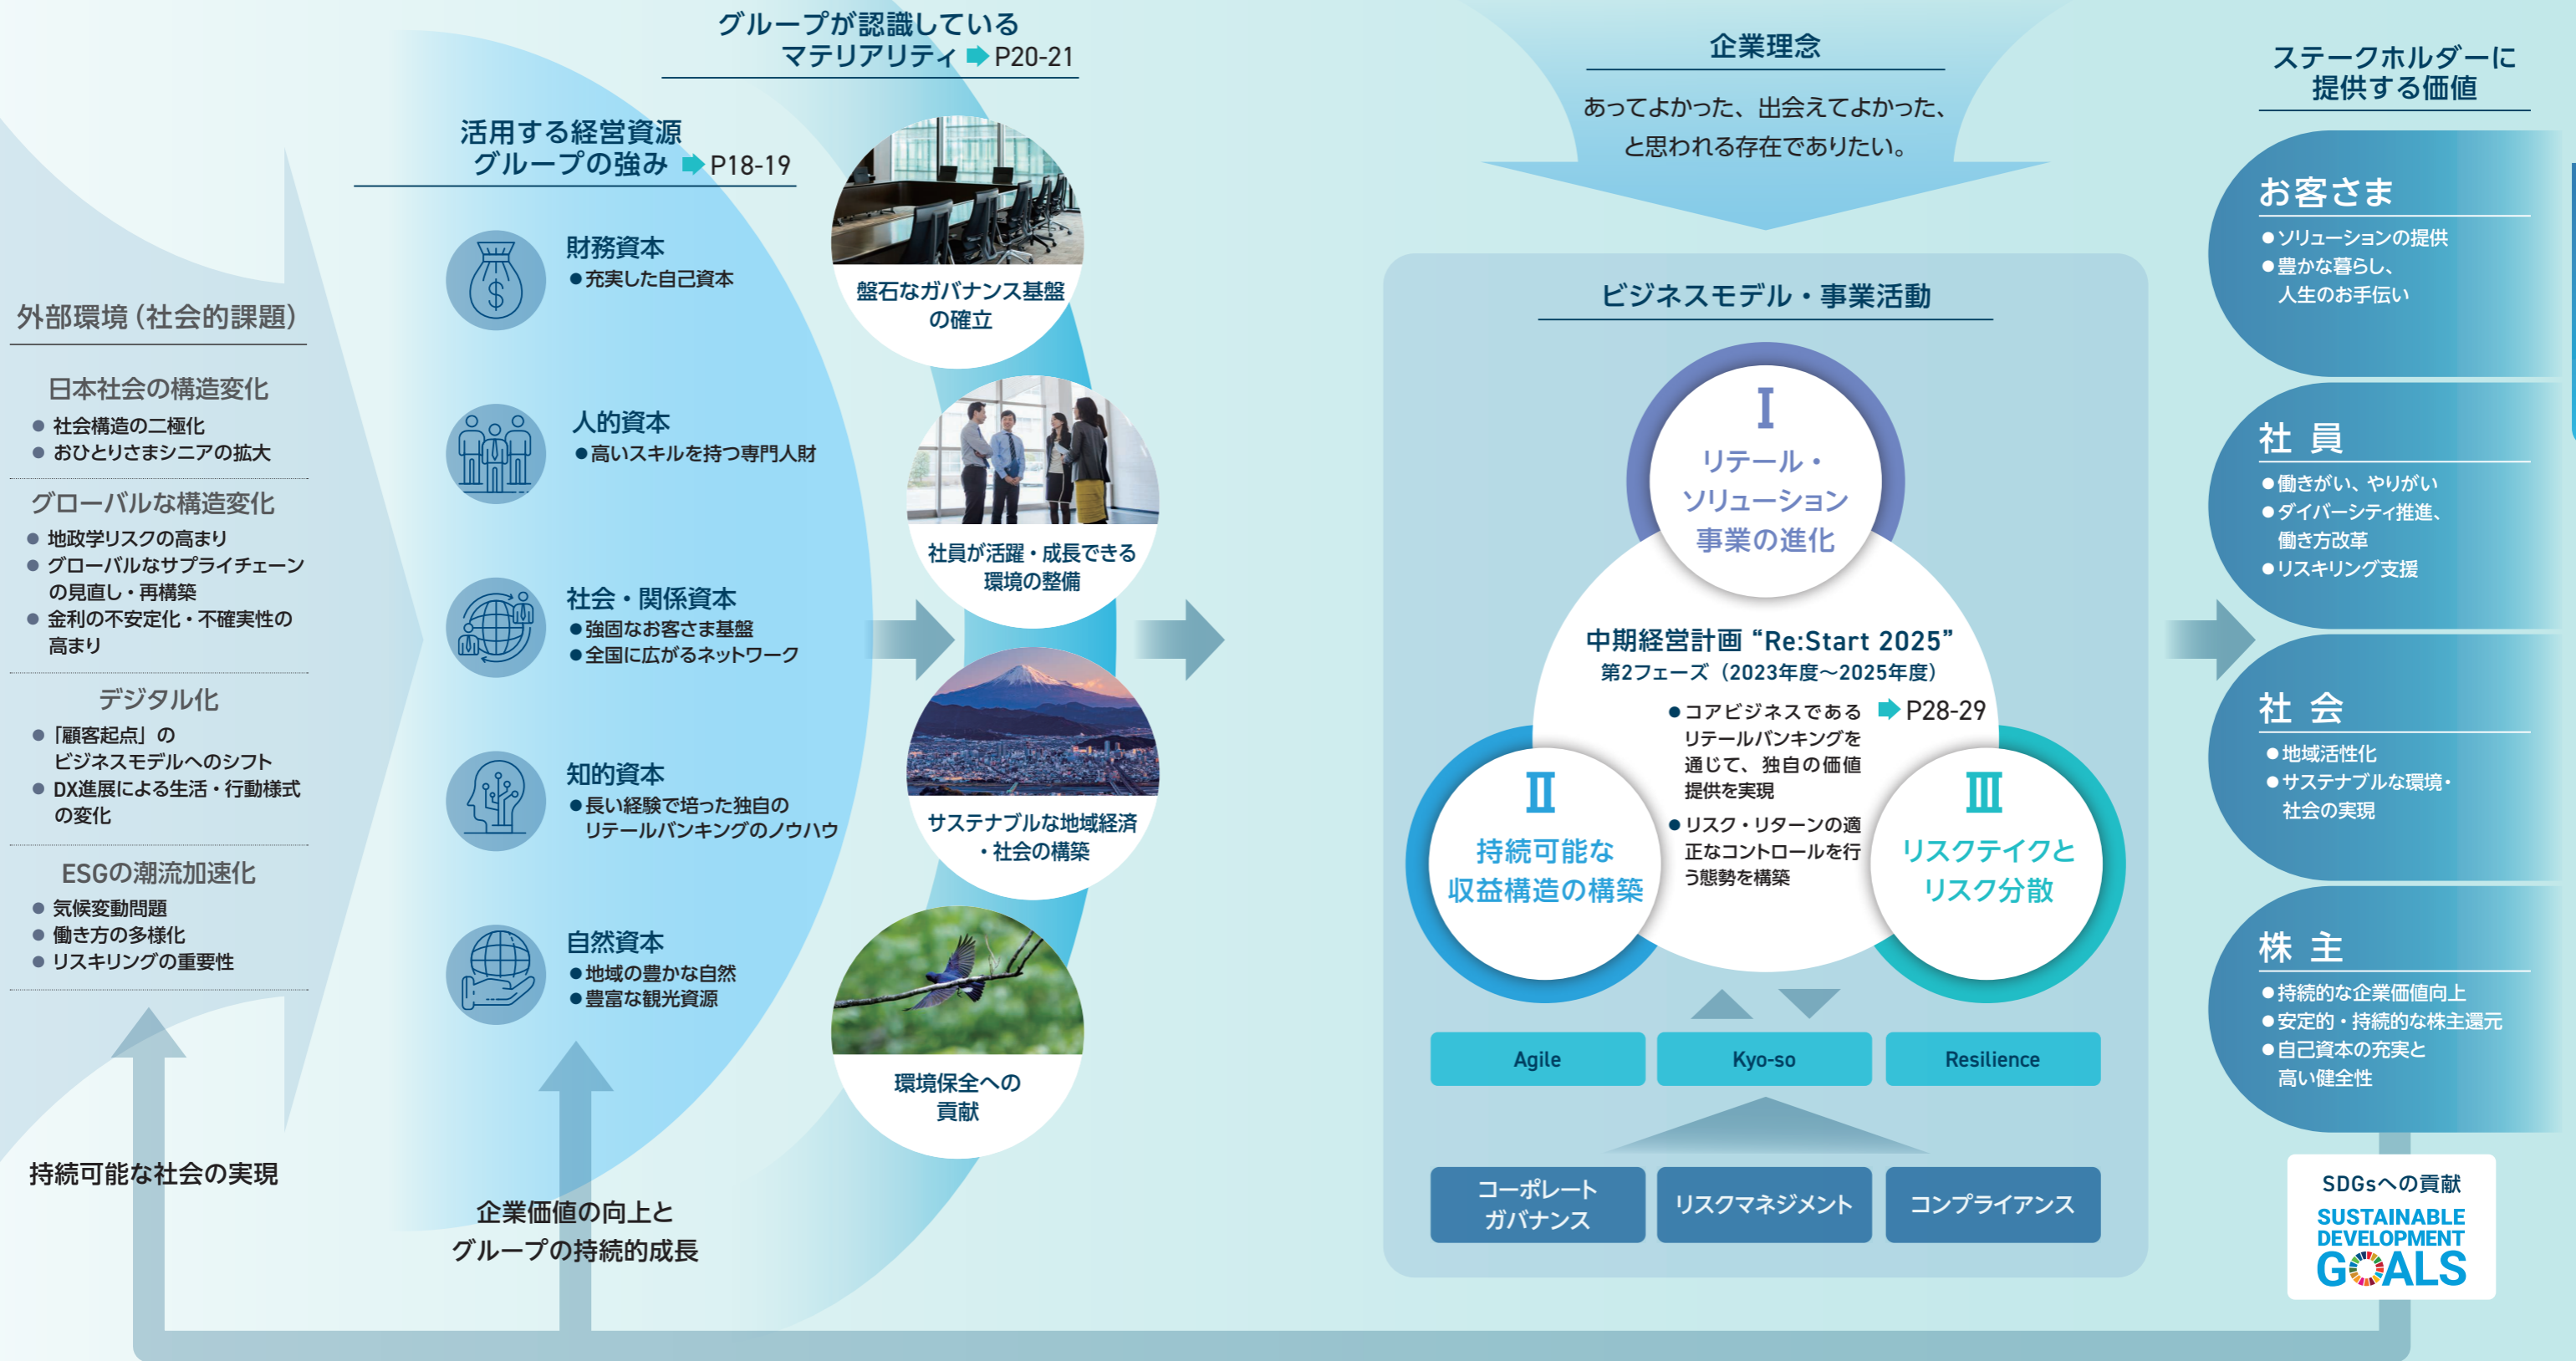 外部環境（社会的課題）
日本社会の構造変化
● 社会構造の二極化
● おひとりさまシニアの拡大
グローバルな構造変化
● 地政学リスクの高まり
● グローバルなサプライチェーン
の見直し・再構築
● 金利の不安定化・不確実性の
高まり
デジタル化
● 「顧客起点」の
ビジネスモデルへのシフト
● DX進展による生活・行動様式
の変化
ESGの潮流加速化
● 気候変動問題
● 働き方の多様化
● リスキリングの重要性
持続可能な社会の実現
活用する経営資源
グループの強み P18-19
財務資本
●充実した自己資本
人的資本
●高いスキルを持つ専門人財
社会・関係資本
●強固なお客さま基盤
●全国に広がるネットワーク
知的資本
●長い経験で培った独自の
リテールバンキングのノウハウ
自然資本
●地域の豊かな自然
●豊富な観光資源
企業価値の向上と
グループの持続的成長
グループが認識している
マテリアリティ P20-21
盤石なガバナンス基盤
の確立
社員が活躍・成長できる
環境の整備
サステナブルな地域経済
・社会の構築
環境保全への
貢献
企業理念
あってよかった、出会えてよかった、
と思われる存在でありたい。
ビジネスモデル・事業活動
I
リテール・
ソリューション
事業の進化
中期経営計画 “Re:Start 2025”
第2フェーズ（2023年度～2025年度）
P28-29
●コアビジネスである
リテールバンキングを
通じて、独自の価値
提供を実現
●リスク・リターンの適
正なコントロールを行
う態勢を構築
II
持続可能な
収益構造の構築
III
リスクテイクと
リスク分散
Agile
Kyo-so
Resilience
コーポレート
ガバナンス
リスクマネジメント
コンプライアンス
ステークホルダーに
提供する価値
お客さま
●ソリューションの提供
●豊かな暮らし、
人生のお手伝い
社 員
●働きがい、やりがい
●ダイバーシティ推進、
働き方改革
●リスキリング支援
社 会
●地域活性化
●サステナブルな環境・
社会の実現
株 主
●持続的な企業価値向上
●安定的・持続的な株主還元
●自己資本の充実と
高い健全性
SDGsへの貢献
SUSTAINABLE
DEVELOPMENT
GOALS